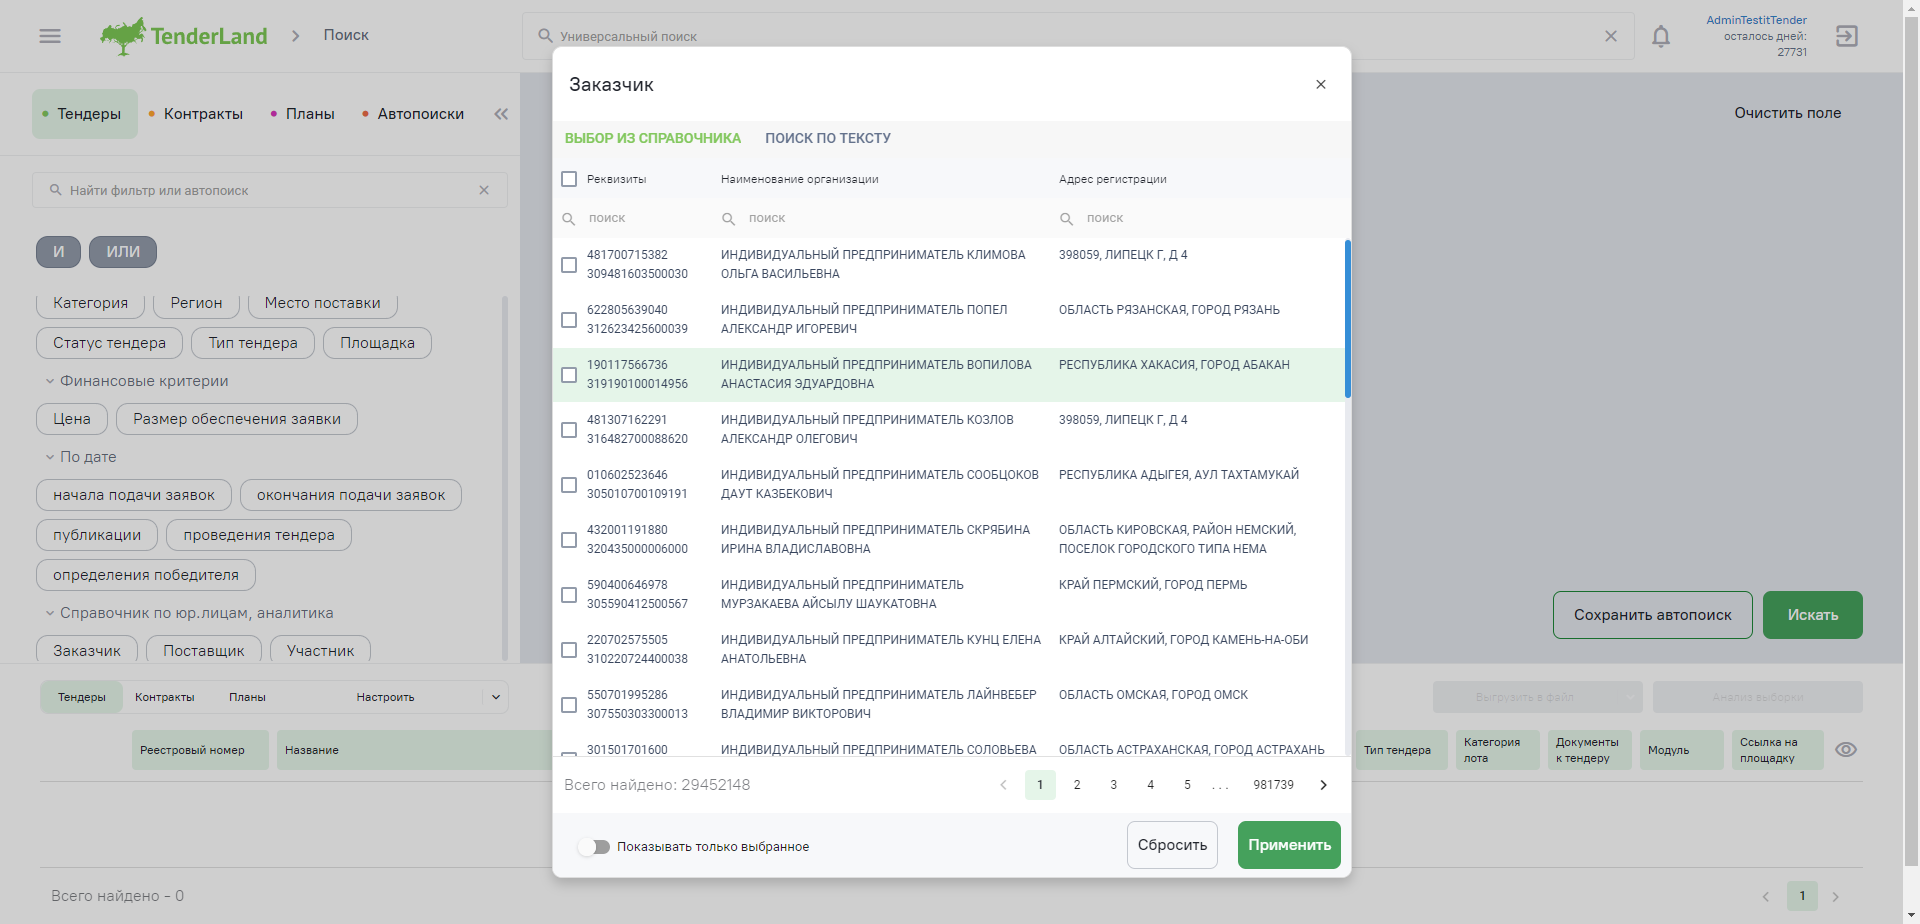 TenderLand
Поиск
Универсальный поиск
AdminTestitTender
осталось дней:
27731
Тендеры
Контракты
Планы
Автопоиски
Очистить поле
Найти фильтр или автопоиск
И
ИЛИ
Категория
Регион
Место поставки
Статус тендера
Тип тендера
Площадка
Финансовые критерии
Цена
Размер обеспечения заявки
По дате
начала подачи заявок
окончания подачи заявок
публикации
проведения тендера
определения победителя
Справочник по юр.лицам, аналитика
Заказчик
Поставщик
Участник
Заказчик
ВЫБОР ИЗ СПРАВОЧНИКА
ПОИСК ПО ТЕКСТУ
Реквизиты
Наименование организации
Адрес регистрации
поиск
поиск
поиск
481700715382
309481603500030
ИНДИВИДУАЛЬНЫЙ ПРЕДПРИНИМАТЕЛЬ КЛИМОВА
ОЛЬГА ВАСИЛЬЕВНА
398059, ЛИПЕЦК Г, Д 4
622805639040
312623425600039
ИНДИВИДУАЛЬНЫЙ ПРЕДПРИНИМАТЕЛЬ ПОПЕЛ
АЛЕКСАНДР ИГОРЕВИЧ
ОБЛАСТЬ РЯЗАНСКАЯ, ГОРОД РЯЗАНЬ
190117566736
319190100014956
ИНДИВИДУАЛЬНЫЙ ПРЕДПРИНИМАТЕЛЬ ВОПИЛОВА
АНАСТАСИЯ ЭДУАРДОВНА
РЕСПУБЛИКА ХАКАСИЯ, ГОРОД АБАКАН
481307162291
316482700088620
ИНДИВИДУАЛЬНЫЙ ПРЕДПРИНИМАТЕЛЬ КОЗЛОВ
АЛЕКСАНДР ОЛЕГОВИЧ
398059, ЛИПЕЦК Г, Д 4
010602523646
305010700109191
ИНДИВИДУАЛЬНЫЙ ПРЕДПРИНИМАТЕЛЬ СООБЦОКОВ
ДАУТ КАЗБЕКОВИЧ
РЕСПУБЛИКА АДЫГЕЯ, АУЛ ТАХТАМУКАЙ
432001191880
320435000006000
ИНДИВИДУАЛЬНЫЙ ПРЕДПРИНИМАТЕЛЬ СКРЯБИНА
ИРИНА ВЛАДИСЛАВОВНА
ОБЛАСТЬ КИРОВСКАЯ, РАЙОН НЕМСКИЙ,
ПОСЕЛОК ГОРОДСКОГО ТИПА НЕМА
590400646978
305590412500567
ИНДИВИДУАЛЬНЫЙ ПРЕДПРИНИМАТЕЛЬ
МУРЗАКАЕВА АЙСЫЛУ ШАУКАТОВНА
КРАЙ ПЕРМСКИЙ, ГОРОД ПЕРМЬ
220702575505
310220724400038
ИНДИВИДУАЛЬНЫЙ ПРЕДПРИНИМАТЕЛЬ КУНЦ ЕЛЕНА
АНАТОЛЬЕВНА
КРАЙ АЛТАЙСКИЙ, ГОРОД КАМЕНЬ-НА-ОБИ
550701995286
307550303300013
ИНДИВИДУАЛЬНЫЙ ПРЕДПРИНИМАТЕЛЬ ЛАЙНВЕБЕР
ВЛАДИМИР ВИКТОРОВИЧ
ОБЛАСТЬ ОМСКАЯ, ГОРОД ОМСК
301501701600
ИНДИВИДУАЛЬНЫЙ ПРЕДПРИНИМАТЕЛЬ СОЛОВЬЕВА
ОБЛАСТЬ АСТРАХАНСКАЯ, ГОРОД АСТРАХАНЬ
Всего найдено: 29452148
1 2 3 4 5 ... 981739
Показывать только выбранное
Сбросить
Применить
Сохранить автопоиск
Искать
Тендеры
Контракты
Планы
Настроить
Выгрузить в файл
Анализ выборки
Реестровый номер
Название
Тип тендера
Категория
лота
Документы
к тендеру
Модуль
Ссылка на
площадку
Всего найдено - 0
1